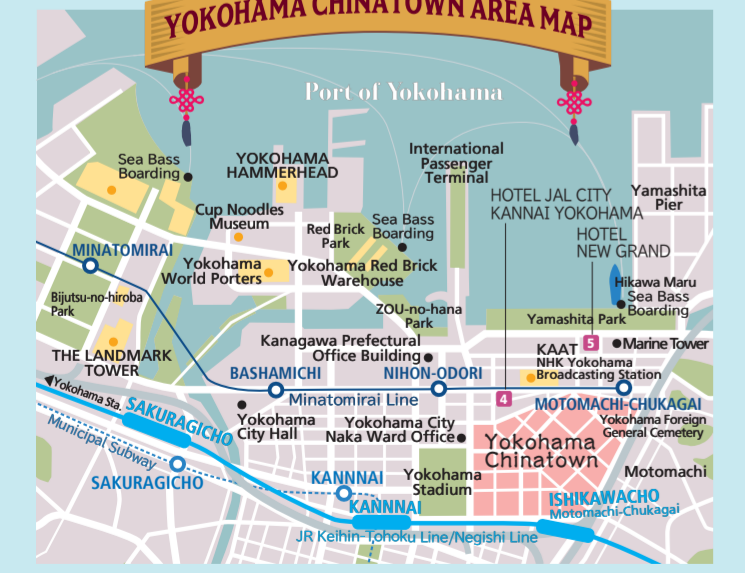 YOKOHAMA CHINATOWN AREA MAP
Port of Yokohama
Sea Bass
Boarding
YOKOHAMA
HAMMERHEAD
International
Passenger
Terminal
HOTEL JAL CITY
KANNAI YOKOHAMA
Yamashita
Pier
Cup Noodles
Museum
Red Brick
Park
Sea Bass
Boarding
HOTEL
NEW GRAND
MINATOMIRAI
Yokohama
World Porters
Yokohama Red Brick
Warehouse
Hikawa Maru
Sea Bass
Boarding
Bijutsu-no-hiroba
Park
ZOU-no-hana
Park
Yamashita Park
THE LANDMARK
TOWER
Kanagawa Prefectural
Office Building
5
Marine Tower
KAAT
NHK Yokohama
Broadcasting Station
BASHAMICHI
NIHON-ODORI
Minatomirai Line
4
MOTOMACHI-CHUKAGAI
Yokohama Sta.
SAKURAGICHO
Yokohama
City Hall
Yokohama City
Naka Ward Office
Yokohama Foreign
General Cemetery
Municipal Subway
Yokohama
Chinatown
SAKURAGICHO
KANNNAI
Yokohama
Stadium
Motomachi
KANNNAI
ISHIKAWACHO
Motomachi-Chukagai
JR Keihin-Tohoku Line/Negishi Line